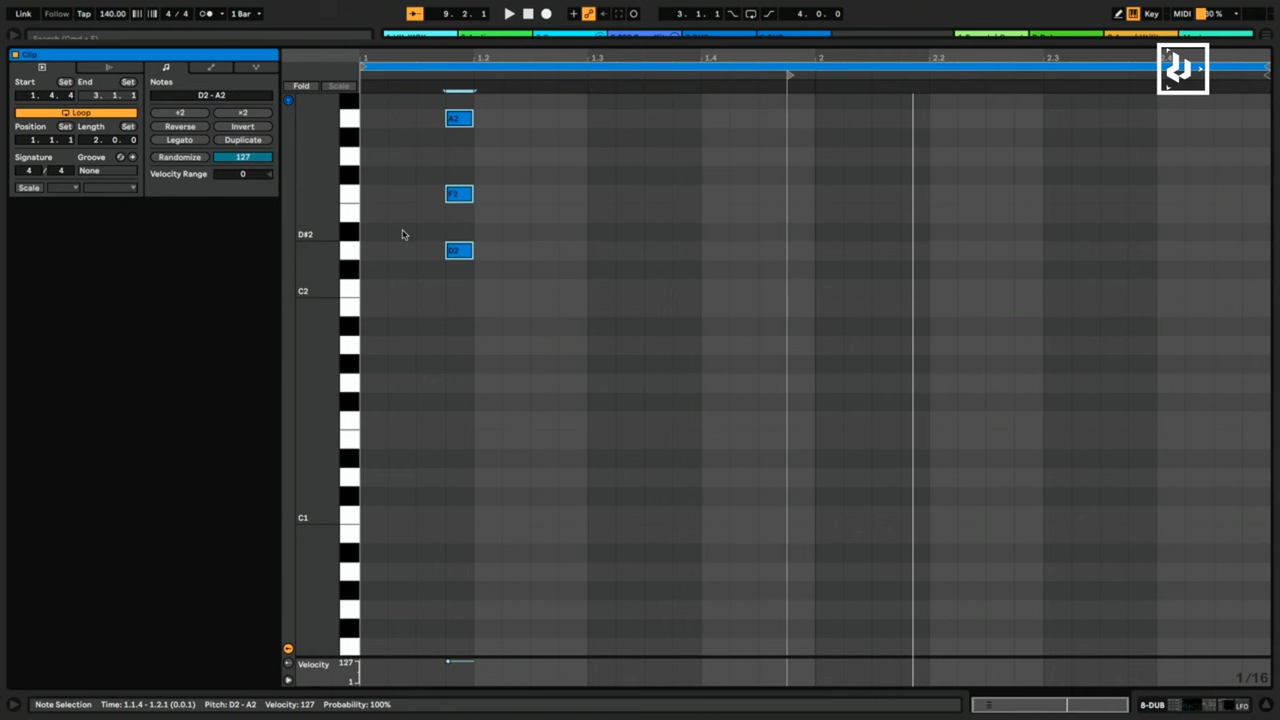 Link Follow Tap 140.00 4 / 4 1 Bar 9. 2. 1 3. 1. 1 4. 0. 0 Key MIDI
Search (Cmd + F)
Clip
1 1.2 1.3 1.4 2 2.2 2.3
Start Set End Set Notes
1. 4. 4 3. 1. 1 D2 - A2
Fold Scale
Loop ÷2 ×2
Position Set Length Set Reverse Invert
1. 1. 1 2. 0. 0 Legato Duplicate
Signature Groove Randomize 127
4 / 4 None Velocity Range 0
Scale
A2
F2
D2
D#2
C2
C1
Velocity 127
1
1/16
Note Selection Time: 1.1.4 - 1.2.1 (0.0.1) Pitch: D2 - A2 Velocity: 127 Probability: 100%
8-DUB LFO